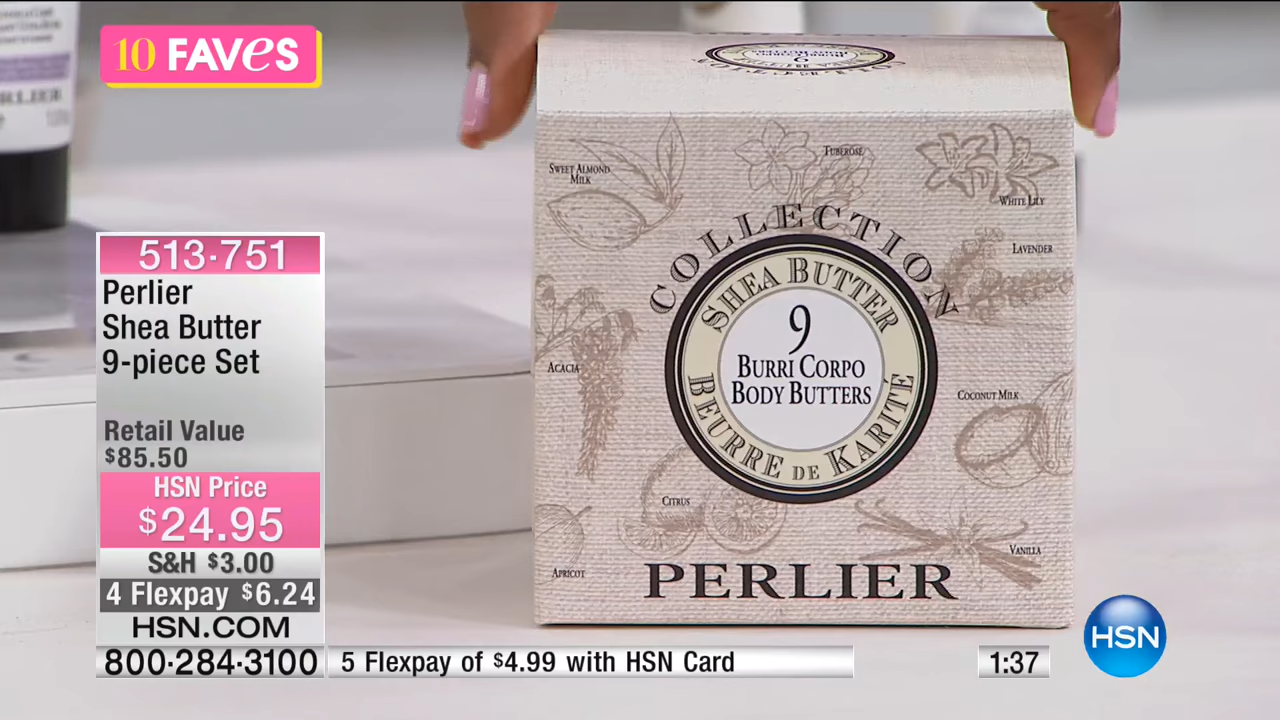 10 FAVES
513-751
Perlier
Shea Butter
9-piece Set
Retail Value
$85.50
HSN Price
$24.95
S&H $3.00
4 Flexpay $6.24
HSN.COM
800·284·3100
5 Flexpay of $4.99 with HSN Card
1:37
HSN
SWEET ALMOND
MILK
TUBEROSE
WHITE LILY
LAVENDER
COLLECTION
SHEA BUTTER
9
BURRI CORPO
BODY BUTTERS
BEURRE DE KARITÉ
ACACIA
COCONUT MILK
CITRUS
VANILLA
APRICOT
PERLIER